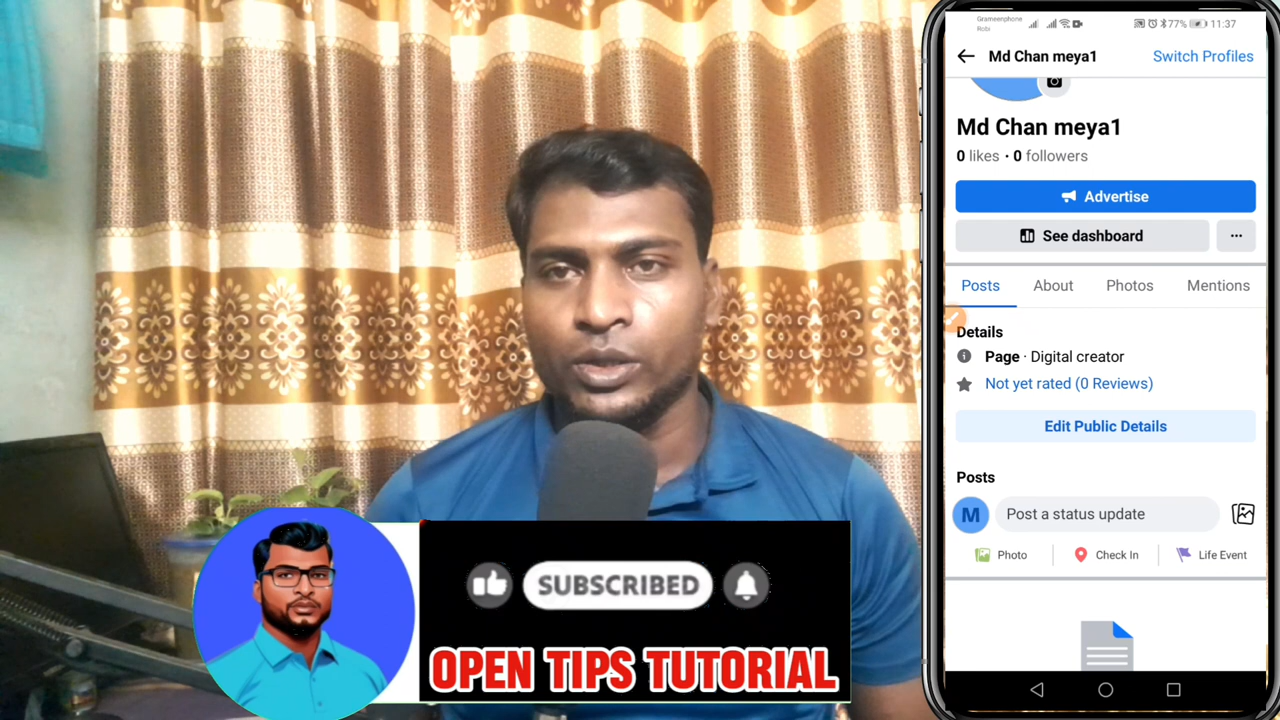 SUBSCRIBED
OPEN TIPS TUTORIAL
Grameenphone
Robi
77% 11:37
Md Chan meya1 Switch Profiles
Md Chan meya1
0 likes · 0 followers
Advertise
See dashboard
Posts About Photos Mentions
Details
Page · Digital creator
Not yet rated (0 Reviews)
Edit Public Details
Posts
M Post a status update
Photo Check In Life Event